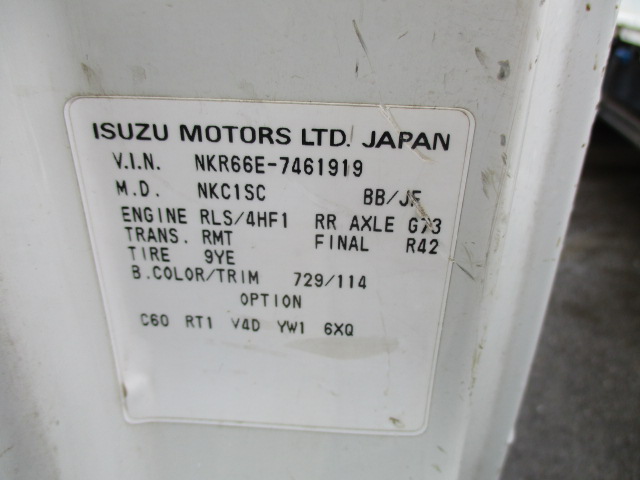 ISUZU MOTORS LTD. JAPAN
V.I.N. NKR66E-7461919
M.D. NKC1SC BB/JF
ENGINE RLS/4HF1 RR AXLE G73
TRANS. RMT FINAL R42
TIRE 9YE
B.COLOR/TRIM 729/114
OPTION
C60 RT1 V4D YW1 6XQ